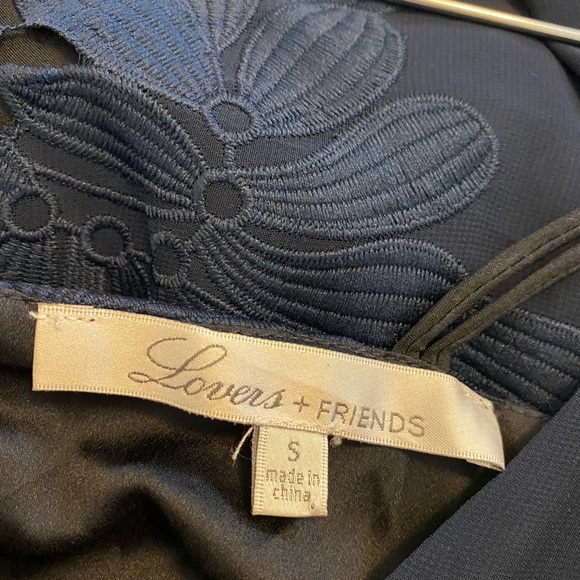 Lovers + FRIENDS
S
made in
china